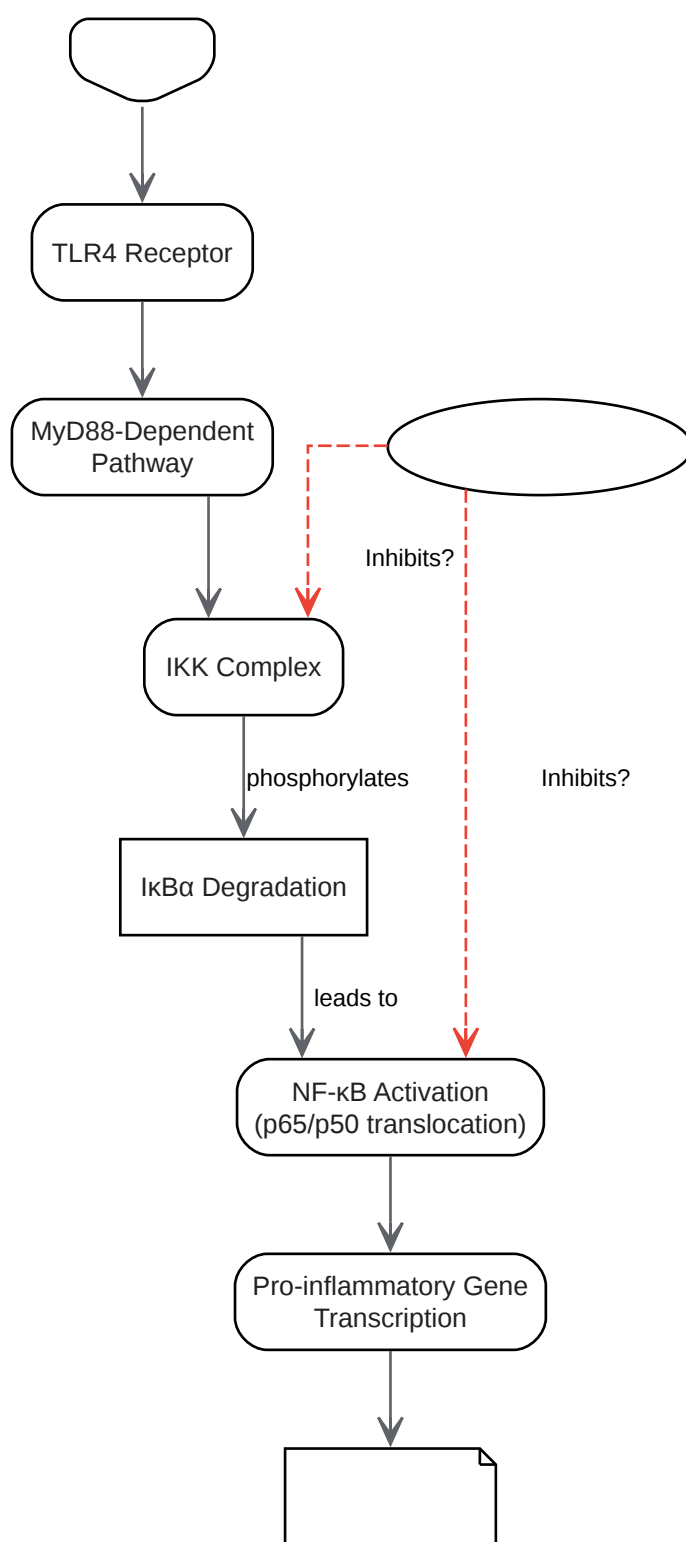 TLR4 Receptor
MyD88-Dependent
Pathway
Inhibits?
IKK Complex
phosphorylates
Inhibits?
IκBα Degradation
leads to
NF-κB Activation
(p65/p50 translocation)
Pro-inflammatory Gene
Transcription